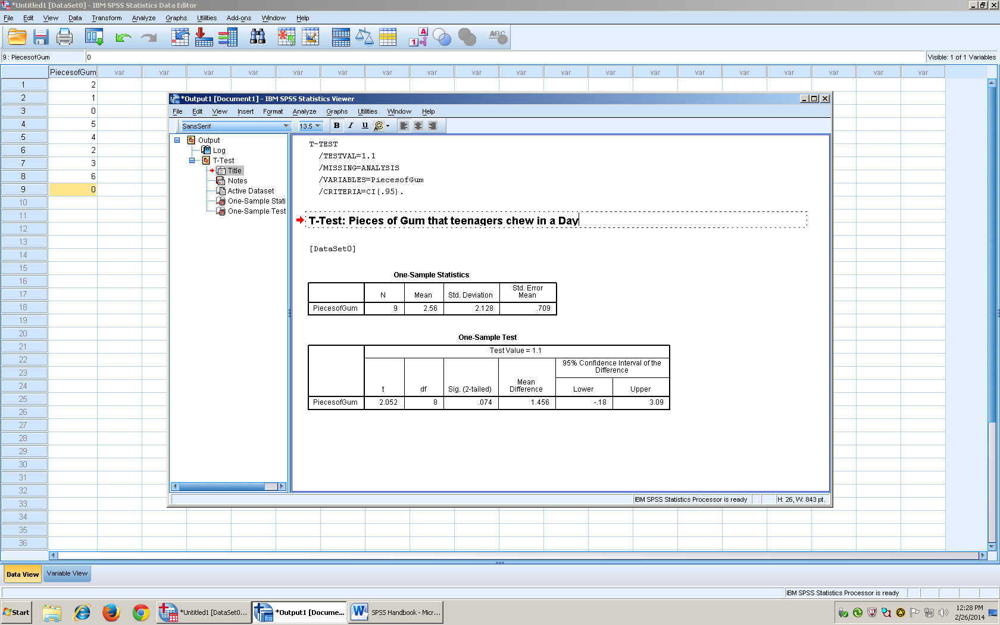 *Untitled1 [DataSet0] - IBM SPSS Statistics Data Editor
File Edit View Data Transform Analyze Graphs Utilities Add-ons Window Help
9 : PiecesofGum 0 Visible: 1 of 1 Variables
PiecesofGum var var var var var var var var var var var var var var var var var var var
1 2
2 1
3 0
4 5
5 4
6 2
7 3
8 6
9 0
10
11
12
13
14
15
16
17
18
19
20
21
22
23
24
25
26
27
28
29
30
31
32
33
34
35
36
*Output1 [Document1] - IBM SPSS Statistics Viewer
File Edit View Insert Format Analyze Graphs Utilities Window Help
SansSerif 13.5 B I U
Output
Log
T-Test
Title
Notes
Active Dataset
One-Sample Stati
One-Sample Test
T-TEST
/TESTVAL=1.1
/MISSING=ANALYSIS
/VARIABLES=PiecesofGum
/CRITERIA=CI(.95).
T-Test: Pieces of Gum that teenagers chew in a Day
[DataSet0]
One-Sample Statistics
N Mean Std. Deviation Std. Error Mean
PiecesofGum 9 2.56 2.128 .709
One-Sample Test
Test Value = 1.1
t df Sig. (2-tailed) Mean Difference 95% Confidence Interval of the Difference
Lower Upper
PiecesofGum 2.052 8 .074 1.456 -.18 3.09
IBM SPSS Statistics Processor is ready H: 26, W: 843 pt.
Data View Variable View
IBM SPSS Statistics Processor is ready
Start *Untitled1 [DataSet0... *Output1 [Docume... SPSS Handbook - Micr... 12:28 PM
2/26/2014